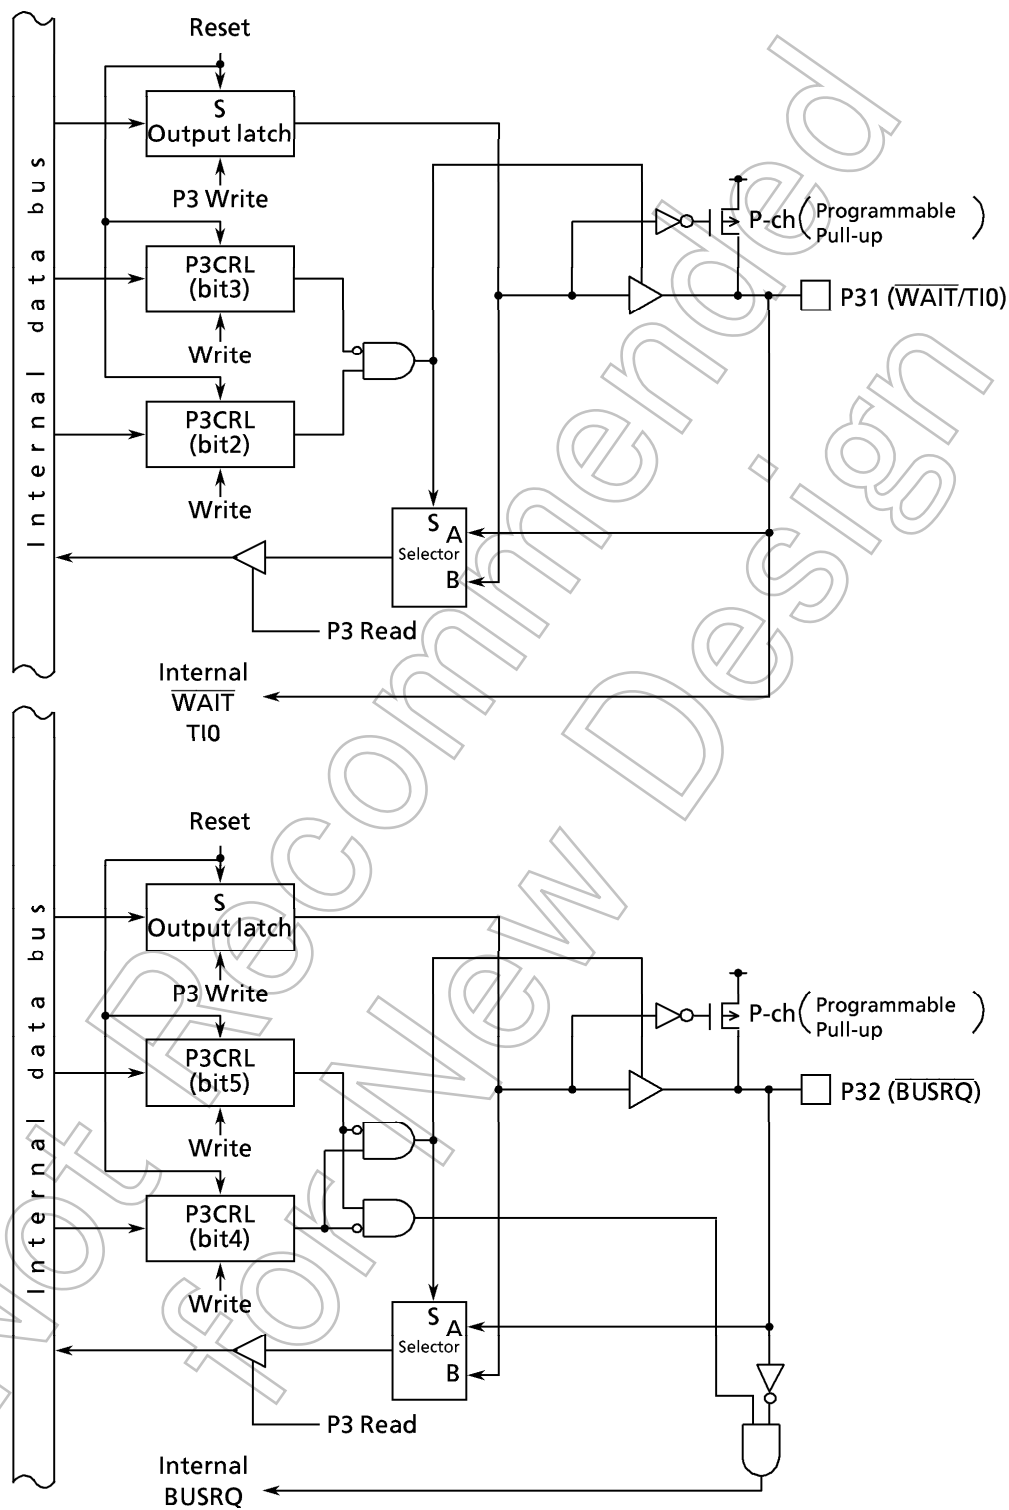 Reset
S
Output latch
P3 Write
P3CRL
(bit3)
Write
P3CRL
(bit2)
Write
Internal data bus
P-ch (Programmable
Pull-up)
P31 (WAIT/TI0)
S
A
Selector
B
P3 Read
Internal
WAIT
TI0
Reset
S
Output latch
P3 Write
P3CRL
(bit5)
Write
P3CRL
(bit4)
Write
Internal data bus
P-ch (Programmable
Pull-up)
P32 (BUSRQ)
S
A
Selector
B
P3 Read
Internal
BUSRQ
Not Recommended
for New Design